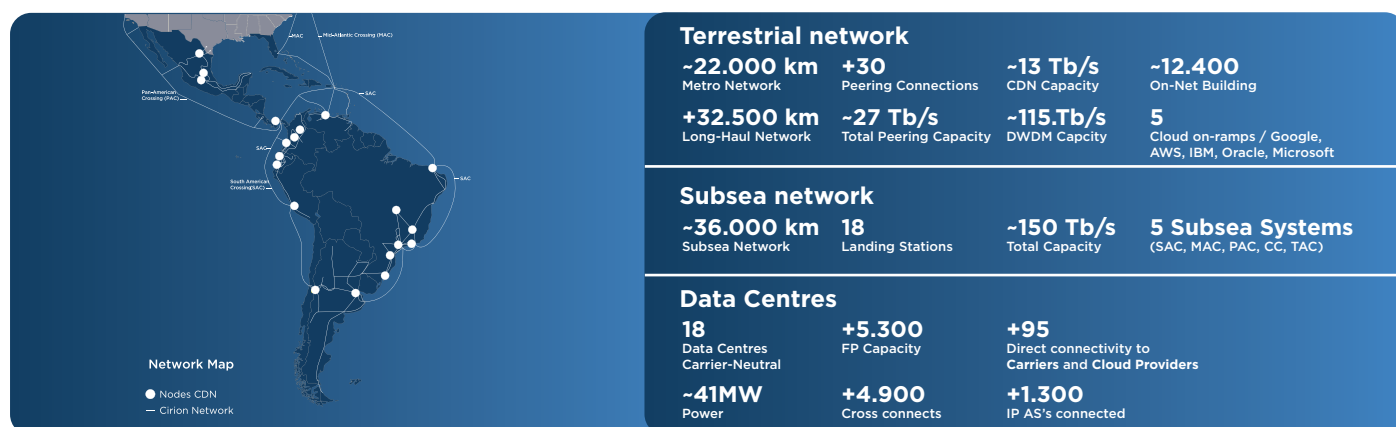 MAC
Mid-Atlantic Crossing (MAC)
Pan-American
Crossing (PAC)
SAC
SAC
South American
Crossing(SAC)
SAC
Network Map
Nodes CDN
Cirion Network
Terrestrial network
~22.000 km
Metro Network
+30
Peering Connections
~13 Tb/s
CDN Capacity
~12.400
On-Net Building
+32.500 km
Long-Haul Network
~27 Tb/s
Total Peering Capacity
~115.Tb/s
DWDM Capcity
5
Cloud on-ramps / Google,
AWS, IBM, Oracle, Microsoft
Subsea network
~36.000 km
Subsea Network
18
Landing Stations
~150 Tb/s
Total Capacity
5 Subsea Systems
(SAC, MAC, PAC, CC, TAC)
Data Centres
18
Data Centres
Carrier-Neutral
+5.300
FP Capacity
+95
Direct connectivity to
Carriers and Cloud Providers
~41MW
Power
+4.900
Cross connects
+1.300
IP AS's connected